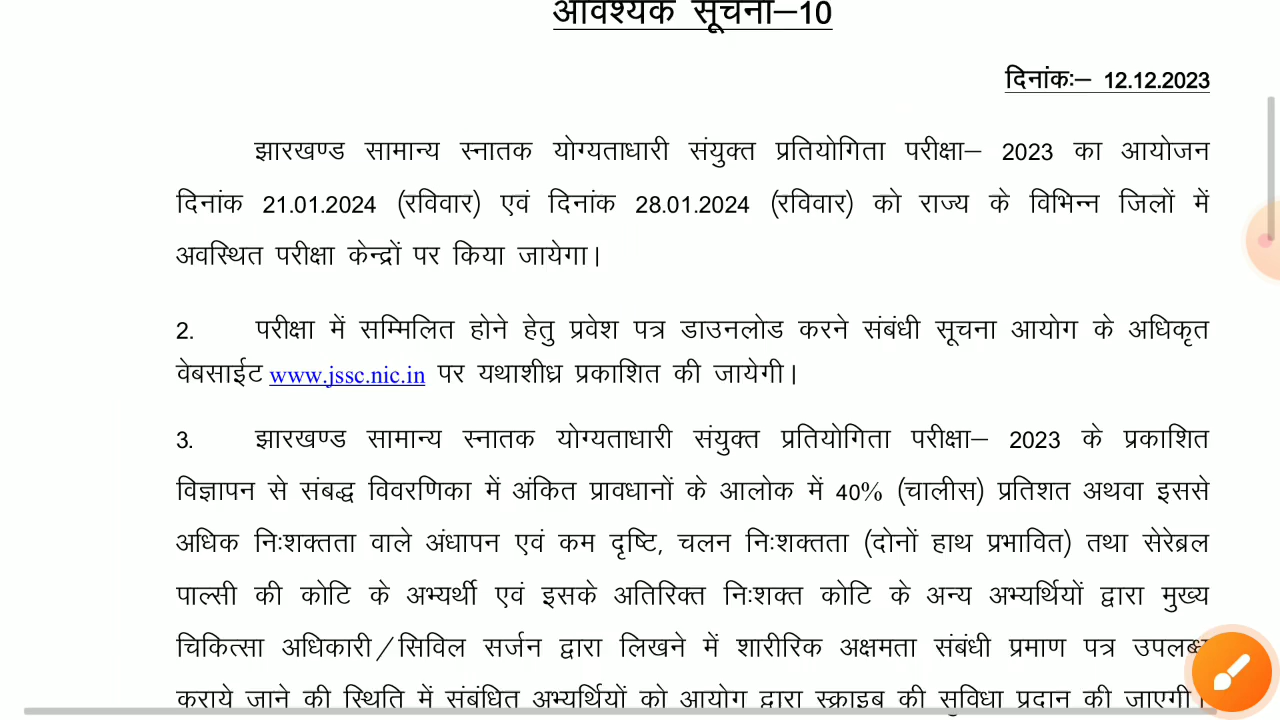 आवश्यक सूचना–10
दिनांकः– 12.12.2023
झारखण्ड सामान्य स्नातक योग्यताधारी संयुक्त प्रतियोगिता परीक्षा– 2023 का आयोजन
दिनांक 21.01.2024 (रविवार) एवं दिनांक 28.01.2024 (रविवार) को राज्य के विभिन्न जिलों में
अवस्थित परीक्षा केन्द्रों पर किया जायेगा।
2. परीक्षा में सम्मिलित होने हेतु प्रवेश पत्र डाउनलोड करने संबंधी सूचना आयोग के अधिकृत
वेबसाईट www.jssc.nic.in पर यथाशीध्र प्रकाशित की जायेगी।
3. झारखण्ड सामान्य स्नातक योग्यताधारी संयुक्त प्रतियोगिता परीक्षा– 2023 के प्रकाशित
विज्ञापन से संबद्ध विवरणिका में अंकित प्रावधानों के आलोक में 40% (चालीस) प्रतिशत अथवा इससे
अधिक निःशक्तता वाले अंधापन एवं कम दृष्टि, चलन निःशक्तता (दोनों हाथ प्रभावित) तथा सेरेब्रल
पाल्सी की कोटि के अभ्यर्थी एवं इसके अतिरिक्त निःशक्त कोटि के अन्य अभ्यर्थियों द्वारा मुख्य
चिकित्सा अधिकारी/सिविल सर्जन द्वारा लिखने में शारीरिक अक्षमता संबंधी प्रमाण पत्र उपलब्ध
कराये जाने की स्थिति में संबंधित अभ्यर्थियों को आयोग द्वारा स्क्राइब की सुविधा प्रदान की जाएगी।